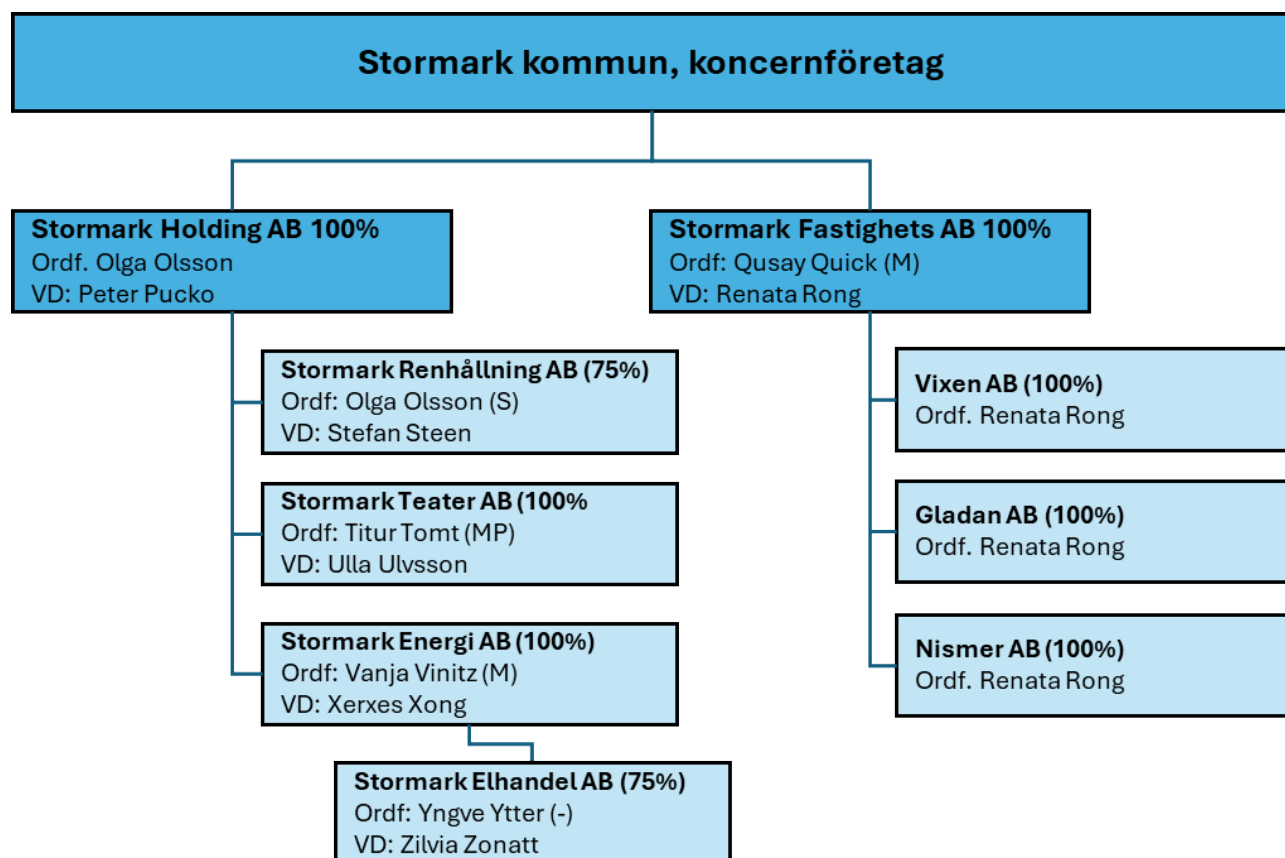 Stormark kommun, koncernföretag
Stormark Holding AB 100%
Ordf. Olga Olsson
VD: Peter Pucko
Stormark Renhållning AB (75%)
Ordf: Olga Olsson (S)
VD: Stefan Steen
Stormark Teater AB (100%
Ordf: Titur Tomt (MP)
VD: Ulla Ulvsson
Stormark Energi AB (100%)
Ordf: Vanja Vinitz (M)
VD: Xerxes Xong
Stormark Elhandel AB (75%)
Ordf: Yngve Ytter (-)
VD: Zilvia Zonatt
Stormark Fastighets AB 100%
Ordf: Qusay Quick (M)
VD: Renata Rong
Vixen AB (100%)
Ordf. Renata Rong
Gladan AB (100%)
Ordf. Renata Rong
Nismer AB (100%)
Ordf. Renata Rong